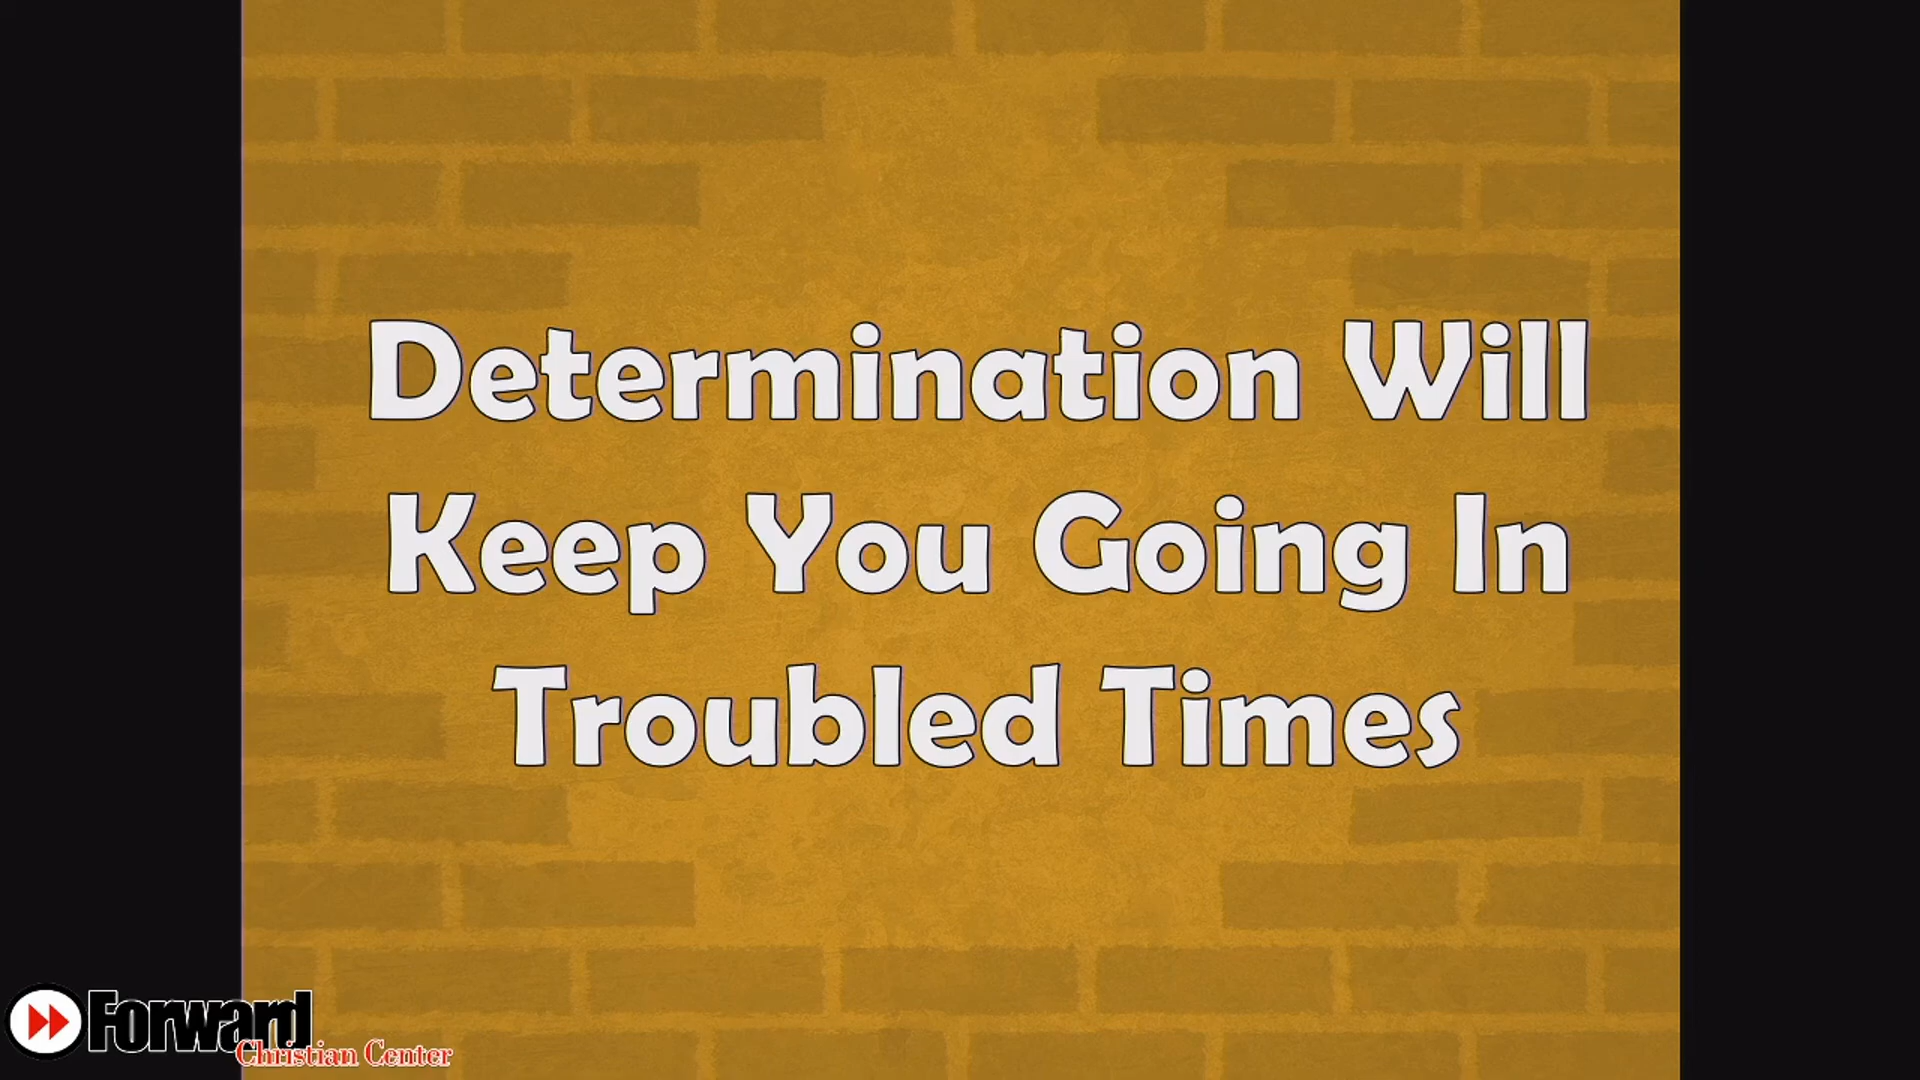 Determination Will
Keep You Going In
Troubled Times
Forward
Christian Center